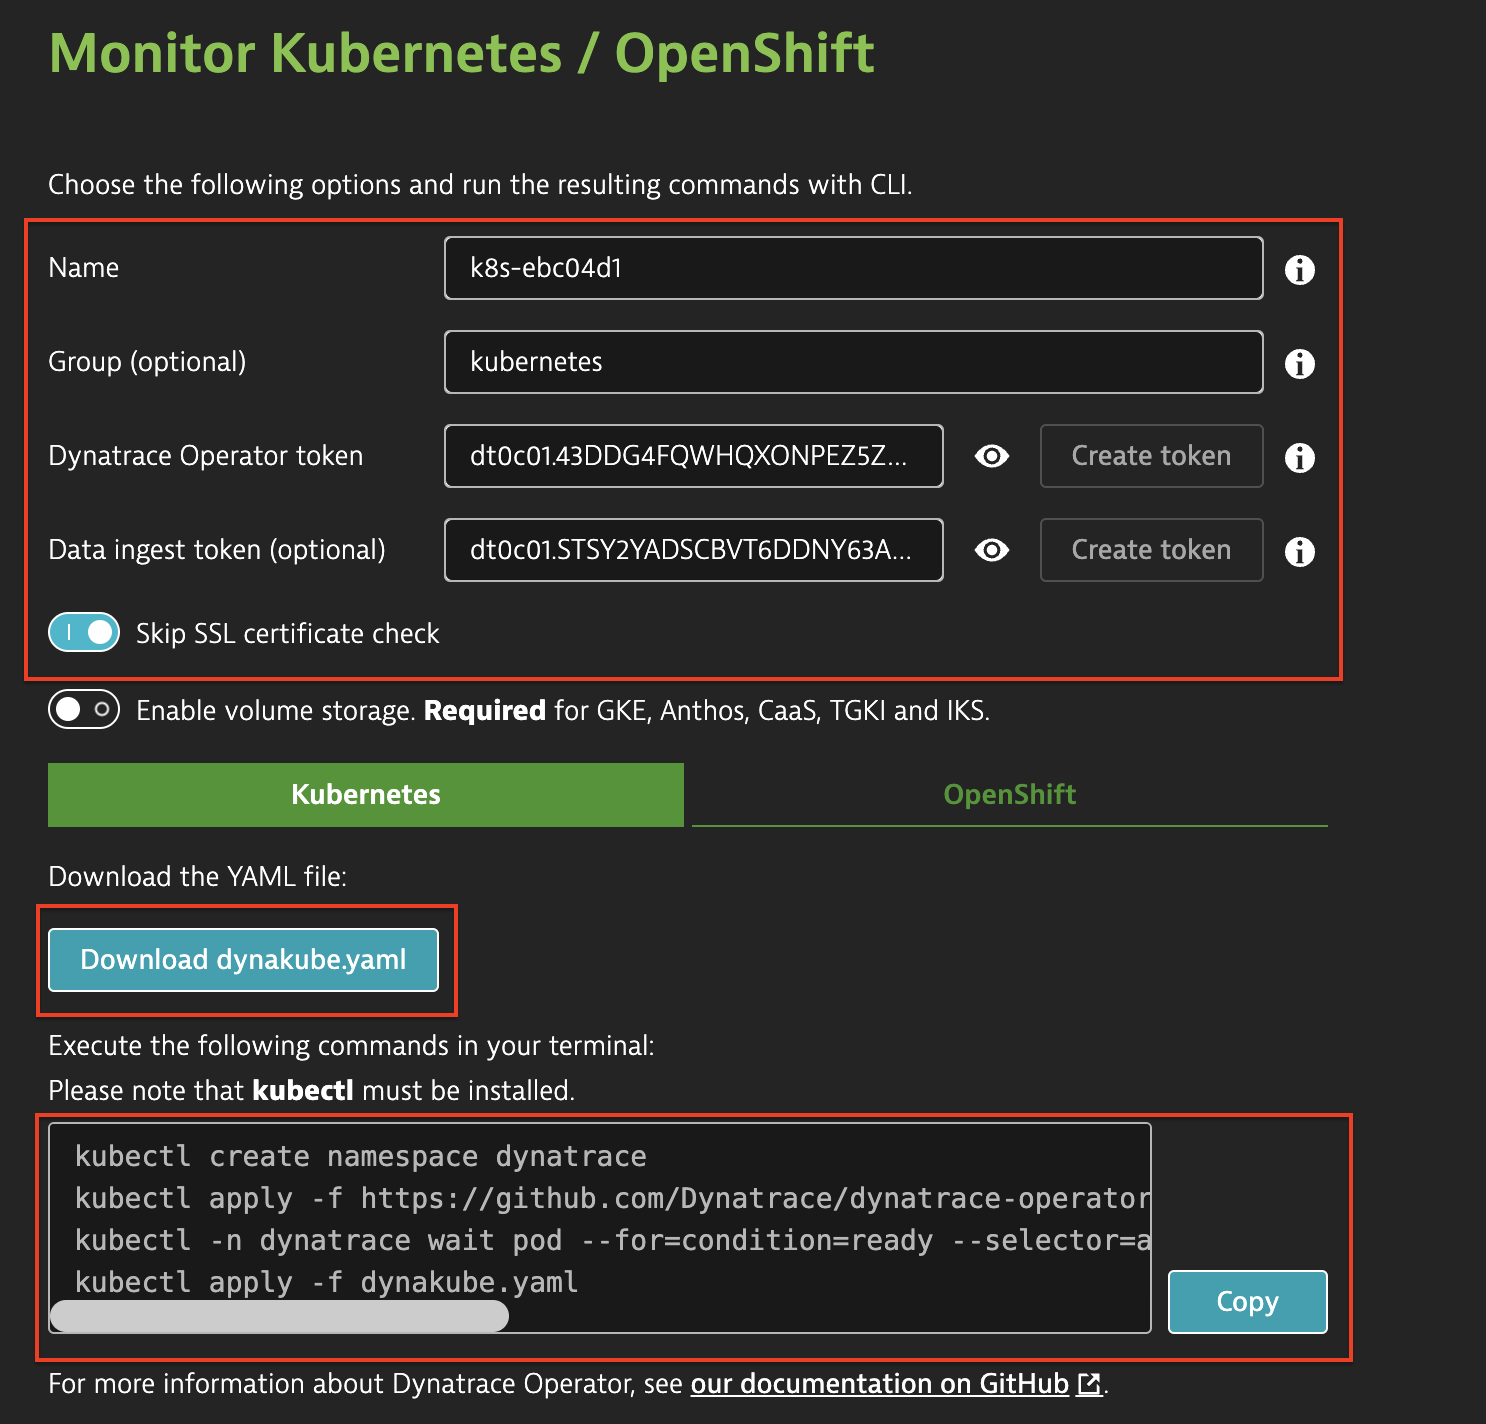 Monitor Kubernetes / OpenShift
Choose the following options and run the resulting commands with CLI.
Name k8s-ebc04d1
Group (optional) kubernetes
Dynatrace Operator token dt0c01.43DDG4FQWHQXONPEZ5Z... Create token
Data ingest token (optional) dt0c01.STSY2YADSCBVT6DDNY63A... Create token
Skip SSL certificate check
Enable volume storage. Required for GKE, Anthos, CaaS, TGKI and IKS.
Kubernetes OpenShift
Download the YAML file:
Download dynakube.yaml
Execute the following commands in your terminal:
Please note that kubectl must be installed.
kubectl create namespace dynatrace
kubectl apply -f https://github.com/Dynatrace/dynatrace-operator
kubectl -n dynatrace wait pod --for=condition=ready --selector=a
kubectl apply -f dynakube.yaml
Copy
For more information about Dynatrace Operator, see our documentation on GitHub.